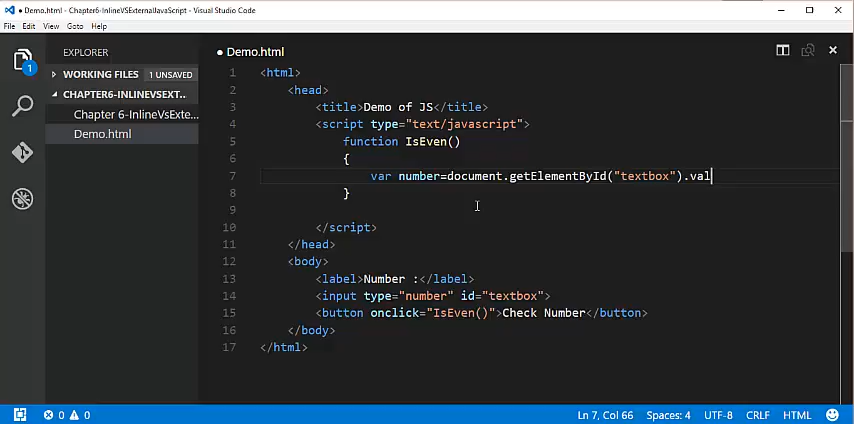 ● Demo.html - Chapter6-InlineVSExternalJavaScript - Visual Studio Code
File Edit View Goto Help
EXPLORER
WORKING FILES 1 UNSAVED
CHAPTER6-INLINEVSEXT...
Chapter 6-InlineVsExte...
Demo.html
1
● Demo.html
1 <html>
2 <head>
3 <title>Demo of JS</title>
4 <script type="text/javascript">
5 function IsEven()
6 {
7 var number=document.getElementById("textbox").val
8 }
9
10 </script>
11 </head>
12 <body>
13 <label>Number :</label>
14 <input type="number" id="textbox">
15 <button onclick="IsEven()">Check Number</button>
16 </body>
17 </html>
0 0 Ln 7, Col 66 Spaces: 4 UTF-8 CRLF HTML